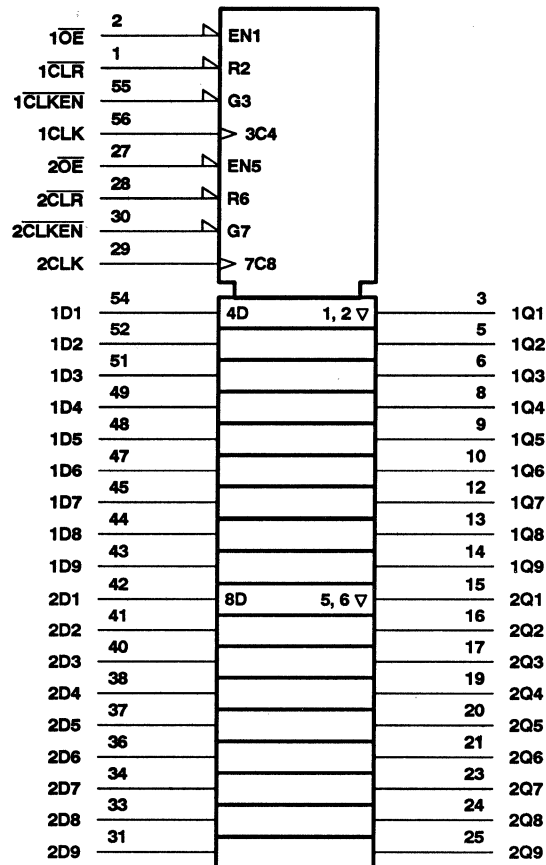 1OE 2 EN1
1CLR 1 R2
1CLKEN 55 G3
1CLK 56 3C4
2OE 27 EN5
2CLR 28 R6
2CLKEN 30 G7
2CLK 29 7C8
1D1 54 4D 1, 2 ▽ 3 1Q1
1D2 52 5 1Q2
1D3 51 6 1Q3
1D4 49 8 1Q4
1D5 48 9 1Q5
1D6 47 10 1Q6
1D7 45 12 1Q7
1D8 44 13 1Q8
1D9 43 14 1Q9
2D1 42 8D 5, 6 ▽ 15 2Q1
2D2 41 16 2Q2
2D3 40 17 2Q3
2D4 38 19 2Q4
2D5 37 20 2Q5
2D6 36 21 2Q6
2D7 34 23 2Q7
2D8 33 24 2Q8
2D9 31 25 2Q9